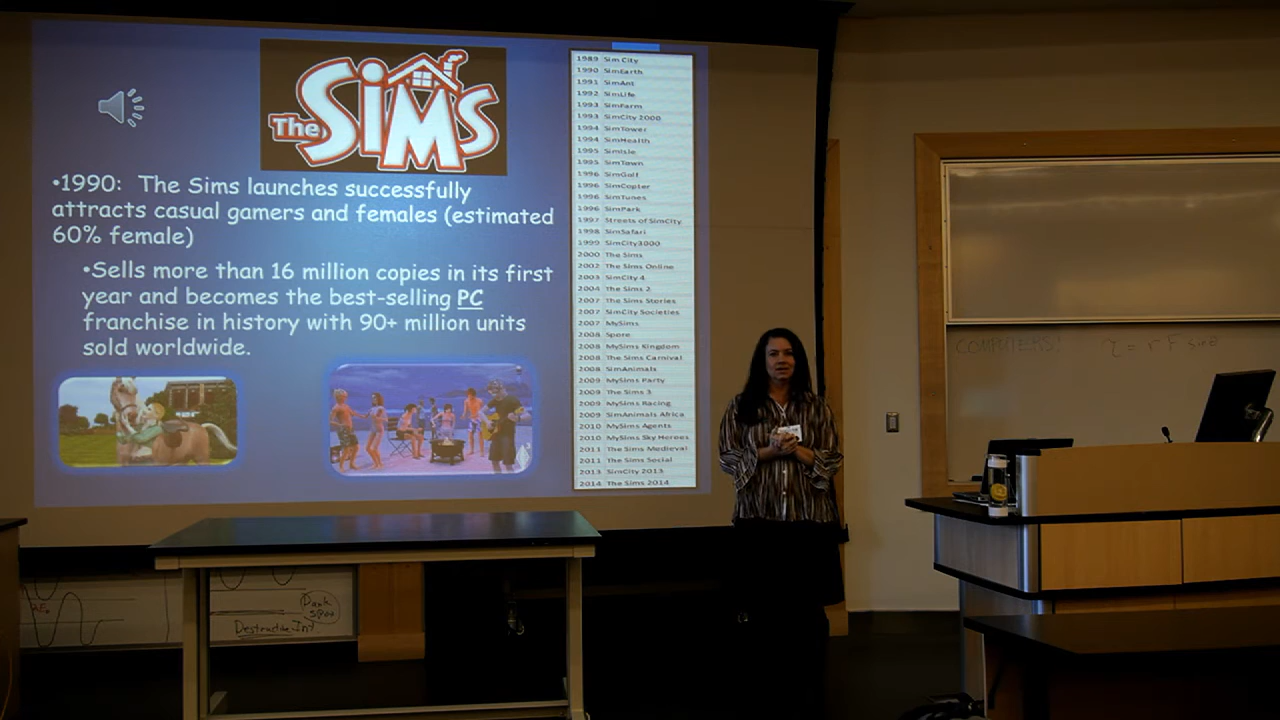 The SiMS
•1990: The Sims launches successfully
attracts casual gamers and females (estimated
60% female)
•Sells more than 16 million copies in its first
year and becomes the best-selling PC
franchise in history with 90+ million units
sold worldwide.
1989 Sim City
1990 SimEarth
1991 SimAnt
1992 SimLife
1993 SimFarm
1993 SimCity 2000
1994 SimTower
1994 SimHealth
1995 SimIsle
1995 SimTown
1996 SimGolf
1996 SimCopter
1996 SimTunes
1996 SimPark
1997 Streets of SimCity
1998 SimSafari
1999 SimCity3000
2000 The Sims
2002 The Sims Online
2003 SimCity 4
2004 The Sims 2
2007 The Sims Stories
2007 SimCity Societies
2007 MySims
2008 Spore
2008 MySims Kingdom
2008 The Sims Carnival
2008 SimAnimals
2009 MySims Party
2009 The Sims 3
2009 MySims Racing
2009 SimAnimals Africa
2010 MySims Agents
2010 MySims Sky Heroes
2011 The Sims Medieval
2011 The Sims Social
2013 SimCity 2013
2014 The Sims 2014
COMPUTERS: τ = r F sin θ
Dark
Spot
Destructive Int